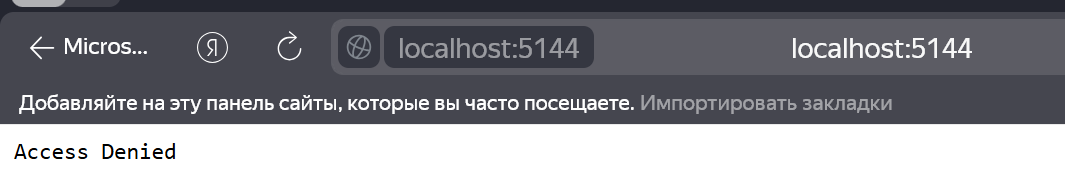 Micros... Я localhost:5144 localhost:5144
Добавляйте на эту панель сайты, которые вы часто посещаете. Импортировать закладки
Access Denied